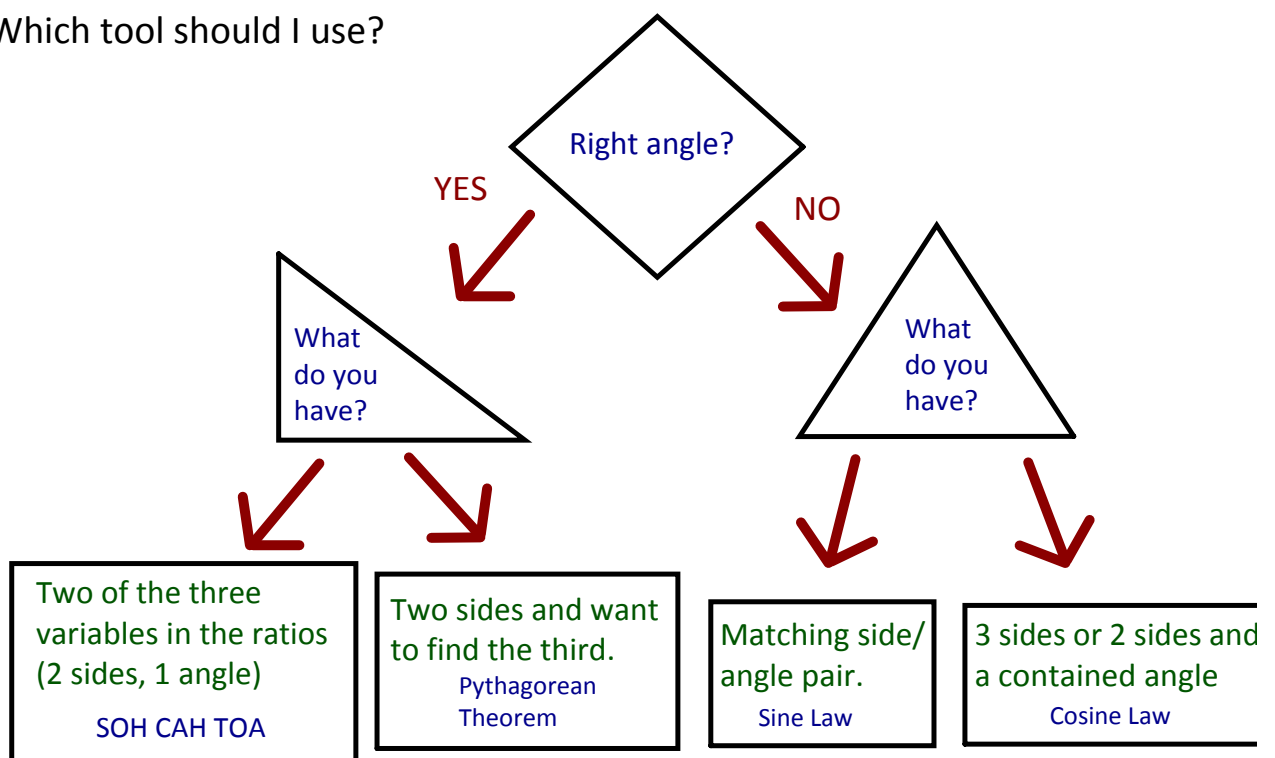 Which tool should I use?
Right angle?
YES
NO
What
do you
have?
What
do you
have?
Two of the three
variables in the ratios
(2 sides, 1 angle)
SOH CAH TOA
Two sides and want
to find the third.
Pythagorean
Theorem
Matching side/
angle pair.
Sine Law
3 sides or 2 sides and
a contained angle
Cosine Law